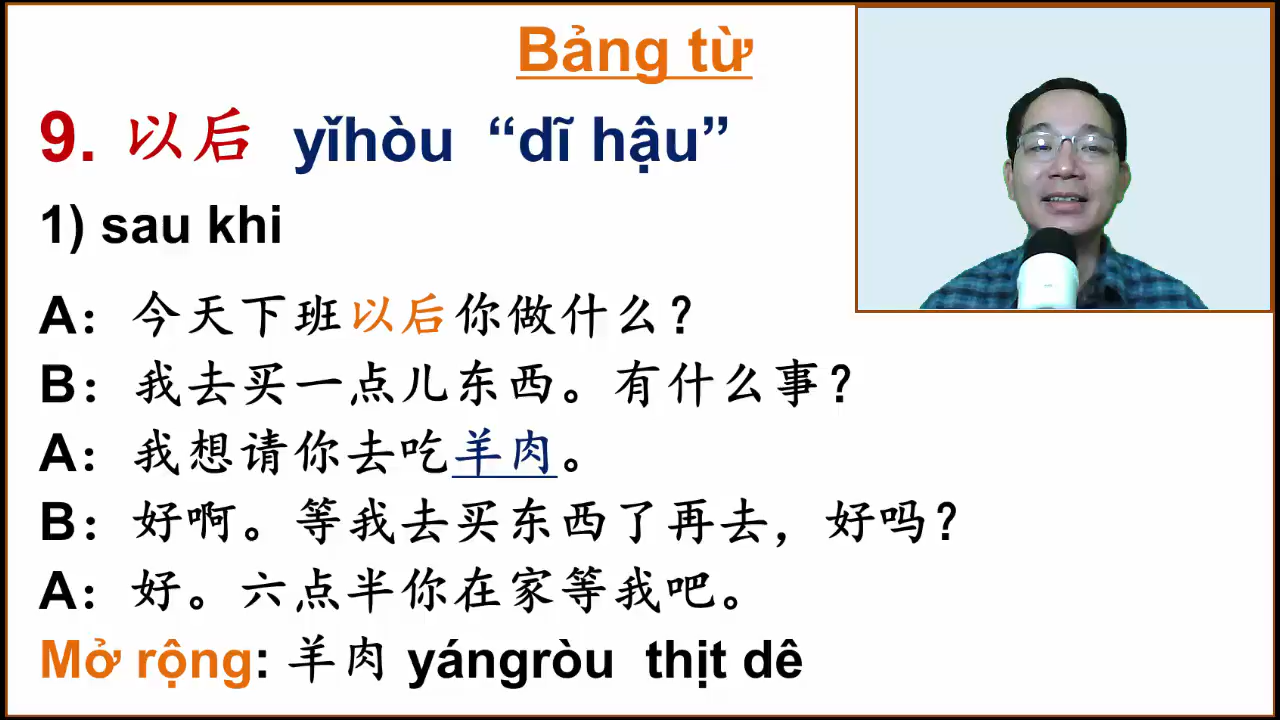 Bảng từ
9. 以后 yǐhòu “dĩ hậu”
1) sau khi
A：今天下班以后你做什么？
B：我去买一点儿东西。有什么事？
A：我想请你去吃羊肉。
B：好啊。等我去买东西了再去，好吗？
A：好。六点半你在家等我吧。
Mở rộng: 羊肉 yángròu thịt dê